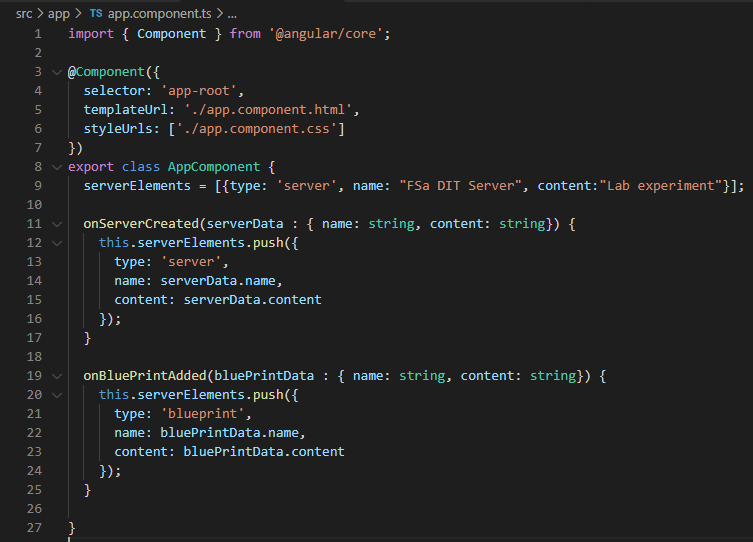 src > app > TS app.component.ts > ...
1 import { Component } from '@angular/core';
2
3 @Component({
4   selector: 'app-root',
5   templateUrl: './app.component.html',
6   styleUrls: ['./app.component.css']
7 })
8 export class AppComponent {
9   serverElements = [{type: 'server', name: "FSa DIT Server", content:"Lab experiment"}];
10
11   onServerCreated(serverData : { name: string, content: string}) {
12     this.serverElements.push({
13       type: 'server',
14       name: serverData.name,
15       content: serverData.content
16     });
17   }
18
19   onBluePrintAdded(bluePrintData : { name: string, content: string}) {
20     this.serverElements.push({
21       type: 'blueprint',
22       name: bluePrintData.name,
23       content: bluePrintData.content
24     });
25   }
26
27 }